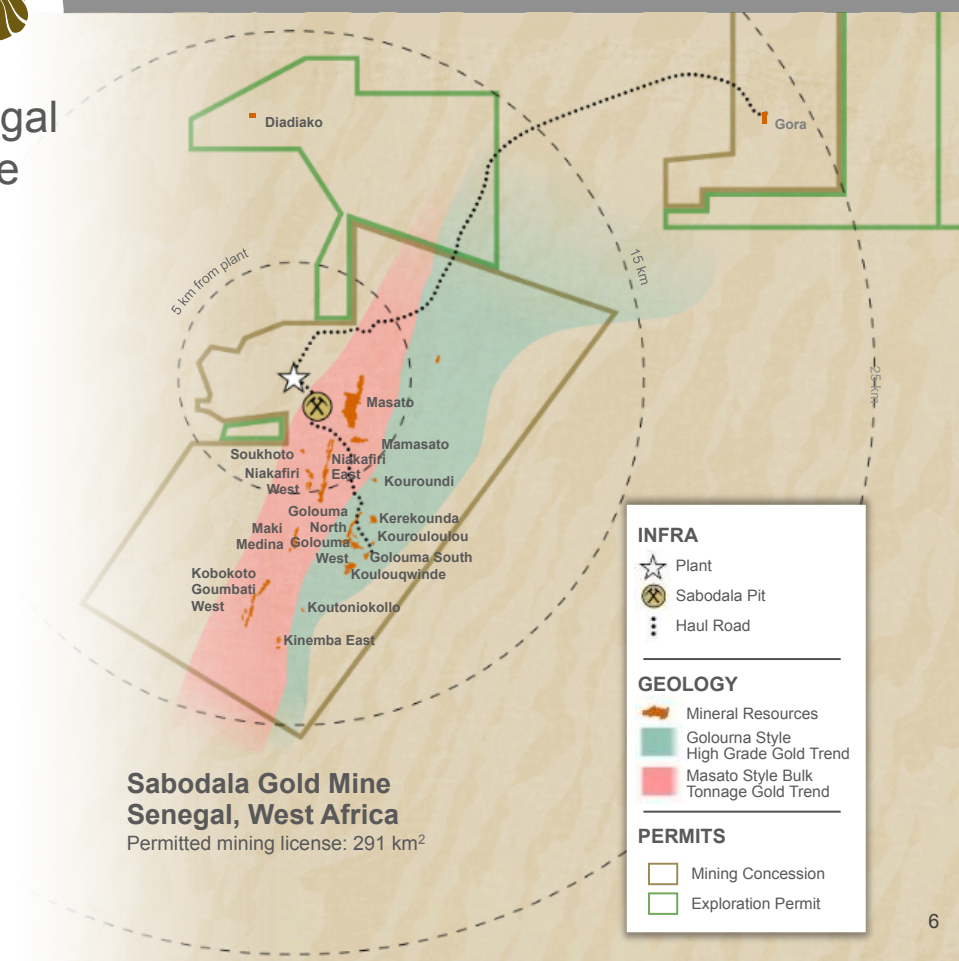 gal
e
Diadiako
Gora
5 km from plant
15 km
25 km
Masato
Mamasato
Soukhoto
Niakafiri
East
Niakafiri
West
Kouroundi
Golouma
North
Kerekounda
Maki
Medina
Golouma
West
Kourouloulou
Golouma South
Koulouqwinde
Kobokoto
Goumbati
West
Koutoniokollo
Kinemba East
Sabodala Gold Mine
Senegal, West Africa
Permitted mining license: 291 km²
INFRA
Plant
Sabodala Pit
Haul Road
GEOLOGY
Mineral Resources
Golourna Style
High Grade Gold Trend
Masato Style Bulk
Tonnage Gold Trend
PERMITS
Mining Concession
Exploration Permit
6